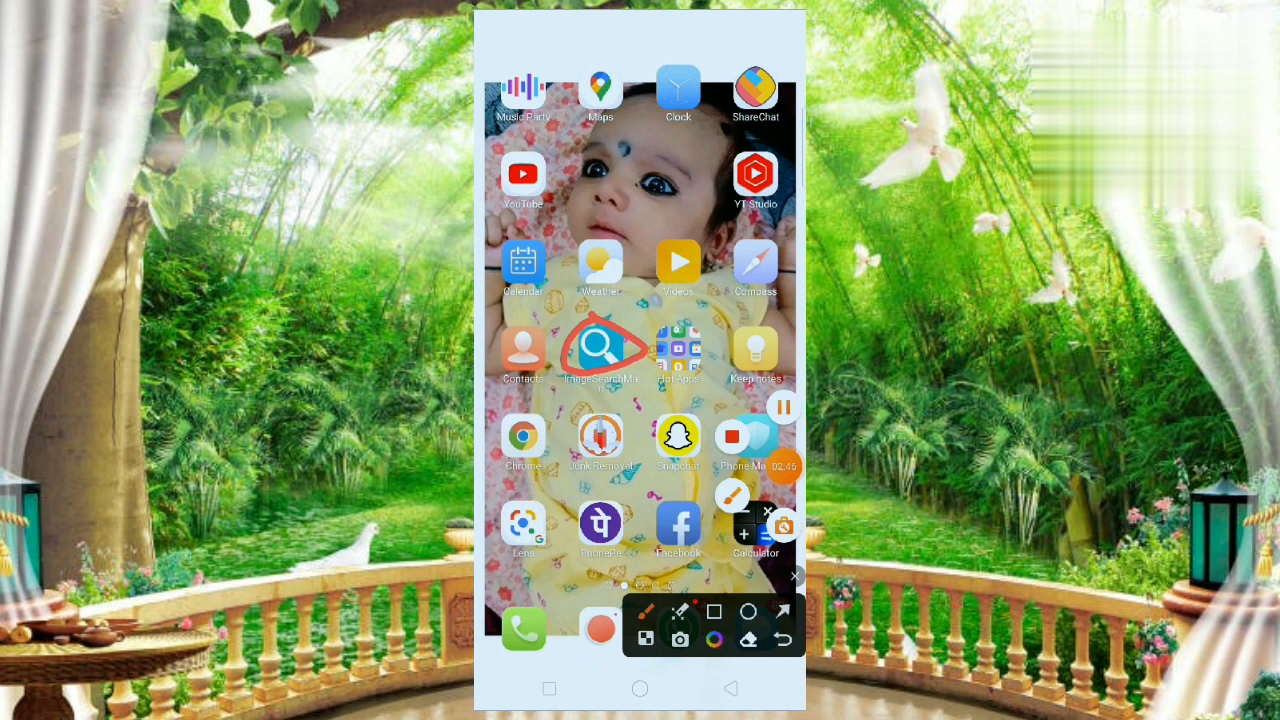 Music Party
Maps
Clock
ShareChat
YouTube
YT Studio
Calendar
Weather
Videos
Compass
Contacts
ImageSearchMa
Hot Apps
Keep notes
Chrome
Junk Removal
Snapchat
Phone Ma
02:46
Lens
पे
PhonePe
Facebook
Calculator